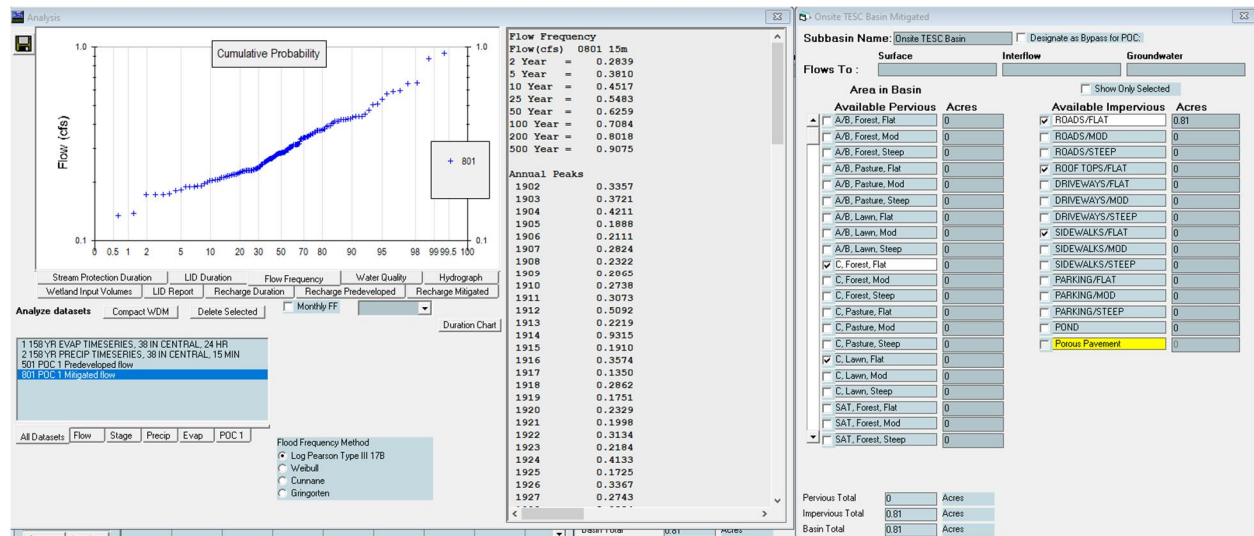 Analysis
Cumulative Probability
Flow (cfs)
1.0
0.1
1.0
0.1
801
0 0.5 1 2 5 10 20 30 50 70 80 90 95 98 99 99.5 100
Stream Protection Duration
LID Duration
Flow Frequency
Water Quality
Hydrograph
Wetland Input Volumes
LID Report
Recharge Duration
Recharge Predeveloped
Recharge Mitigated
Analyze datasets
Compact WDM
Delete Selected
Monthly FF
Duration Chart
1 158 YR EVAP TIMESERIES, 38 IN CENTRAL, 24 HR
2 158 YR PRECIP TIMESERIES, 38 IN CENTRAL, 15 MIN
501 POC 1 Predeveloped flow
801 POC 1 Mitigated flow
All Datasets
Flow
Stage
Precip
Evap
POC 1
Flood Frequency Method
Log Pearson Type III 17B
Weibull
Cunnane
Gringorten
Flow Frequency
Flow(cfs) 0801 15m
2 Year = 0.2839
5 Year = 0.3810
10 Year = 0.4517
25 Year = 0.5483
50 Year = 0.6259
100 Year = 0.7084
200 Year = 0.8018
500 Year = 0.9075
Annual Peaks
1902 0.3357
1903 0.3721
1904 0.4211
1905 0.1888
1906 0.2111
1907 0.2824
1908 0.2322
1909 0.2065
1910 0.2738
1911 0.3073
1912 0.5092
1913 0.2219
1914 0.9315
1915 0.1910
1916 0.3574
1917 0.1350
1918 0.2862
1919 0.1751
1920 0.2329
1921 0.1998
1922 0.3134
1923 0.2184
1924 0.4133
1925 0.1725
1926 0.3367
1927 0.2743
Basin Total 0.81 Acres
Onsite TESC Basin Mitigated
Subbasin Name: Onsite TESC Basin
Designate as Bypass for POC:
Surface Interflow Groundwater
Flows To :
Area in Basin
Show Only Selected
Available Pervious Acres
A/B, Forest, Flat 0
A/B, Forest, Mod 0
A/B, Forest, Steep 0
A/B, Pasture, Flat 0
A/B, Pasture, Mod 0
A/B, Pasture, Steep 0
A/B, Lawn, Flat 0
A/B, Lawn, Mod 0
A/B, Lawn, Steep 0
C, Forest, Flat 0
C, Forest, Mod 0
C, Forest, Steep 0
C, Pasture, Flat 0
C, Pasture, Mod 0
C, Pasture, Steep 0
C, Lawn, Flat 0
C, Lawn, Mod 0
C, Lawn, Steep 0
SAT, Forest, Flat 0
SAT, Forest, Mod 0
SAT, Forest, Steep 0
Available Impervious Acres
ROADS/FLAT 0.81
ROADS/MOD 0
ROADS/STEEP 0
ROOF TOPS/FLAT 0
DRIVEWAYS/FLAT 0
DRIVEWAYS/MOD 0
DRIVEWAYS/STEEP 0
SIDEWALKS/FLAT 0
SIDEWALKS/MOD 0
SIDEWALKS/STEEP 0
PARKING/FLAT 0
PARKING/MOD 0
PARKING/STEEP 0
POND 0
Porous Pavement 0
Pervious Total 0 Acres
Impervious Total 0.81 Acres
Basin Total 0.81 Acres